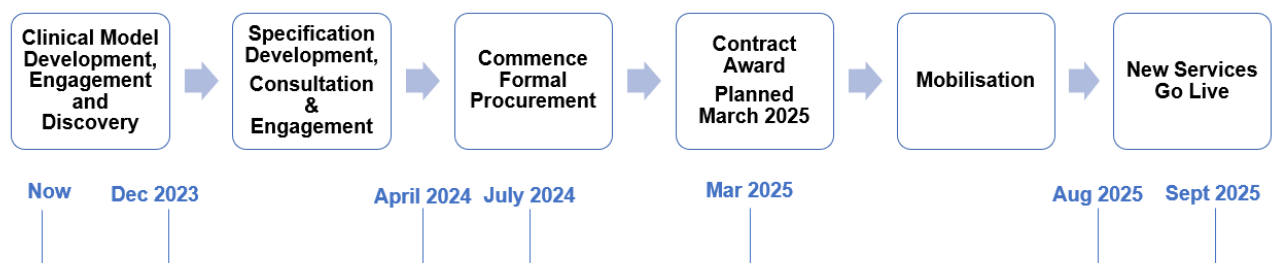 Clinical Model
Development,
Engagement
and
Discovery
Specification
Development,
Consultation
&
Engagement
Commence
Formal
Procurement
Contract
Award
Planned
March 2025
Mobilisation
New Services
Go Live
Now
Dec 2023
April 2024
July 2024
Mar 2025
Aug 2025
Sept 2025